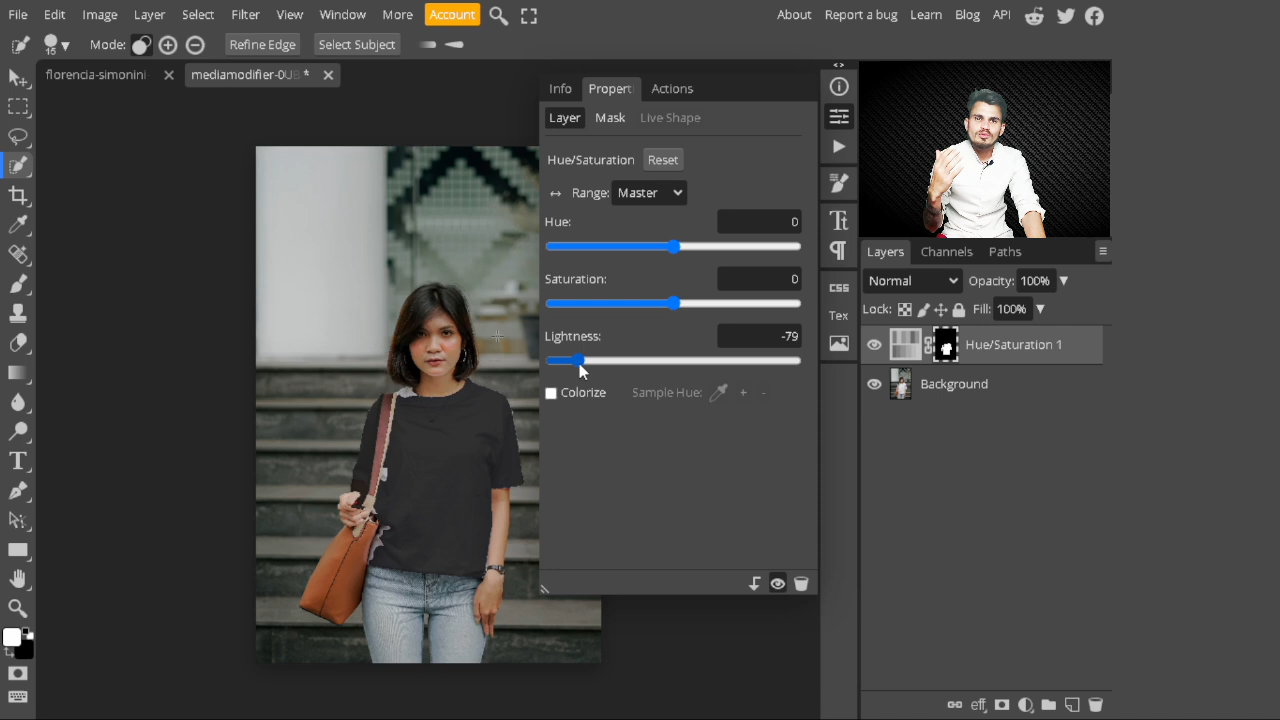 File Edit Image Layer Select Filter View Window More Account About Report a bug Learn Blog API
15 Mode: Refine Edge Select Subject
florencia-simonini mediamodifier-0U8 *
Info Propert Actions
Layer Mask Live Shape
Hue/Saturation Reset
Range: Master
Hue: 0
Saturation: 0
Lightness: -79
Colorize Sample Hue: + -
CSS
Tex
Layers Channels Paths
Normal Opacity: 100%
Lock: Fill: 100%
Hue/Saturation 1
Background
eff